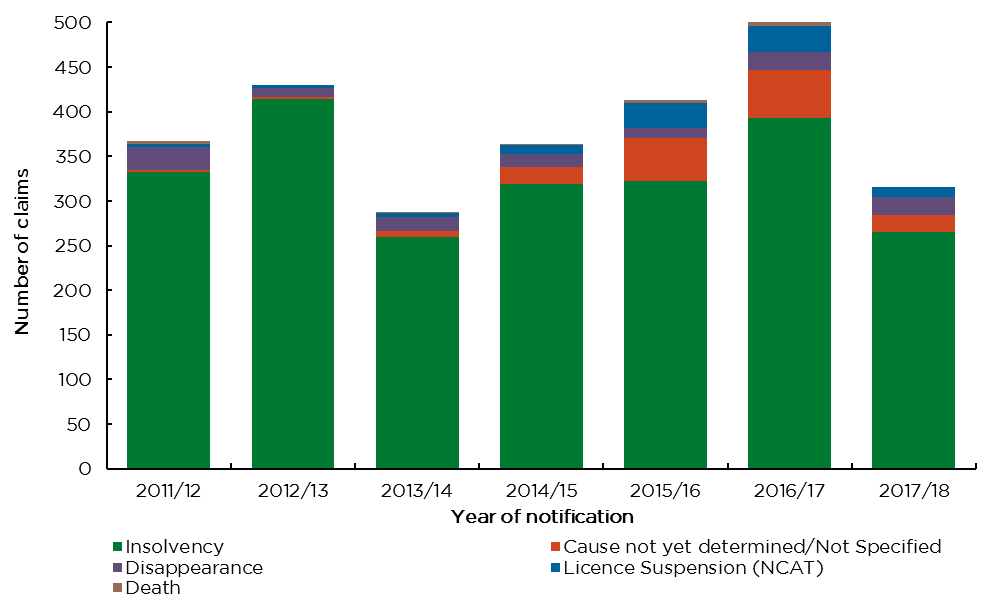 500
450
400
350
300
250
200
150
100
50
0
Number of claims
2011/12 2012/13 2013/14 2014/15 2015/16 2016/17 2017/18
Year of notification
Insolvency Cause not yet determined/Not Specified
Disappearance Licence Suspension (NCAT)
Death